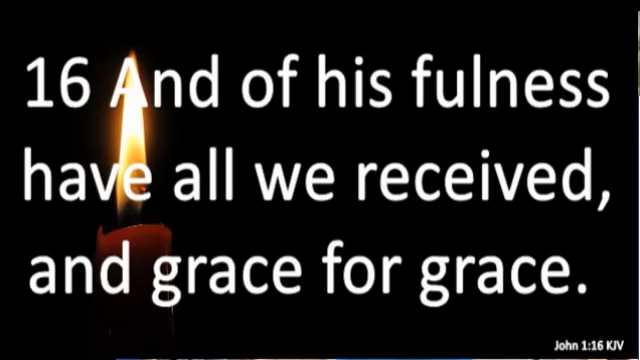 16 And of his fulness
have all we received,
and grace for grace.
John 1:16 KJV